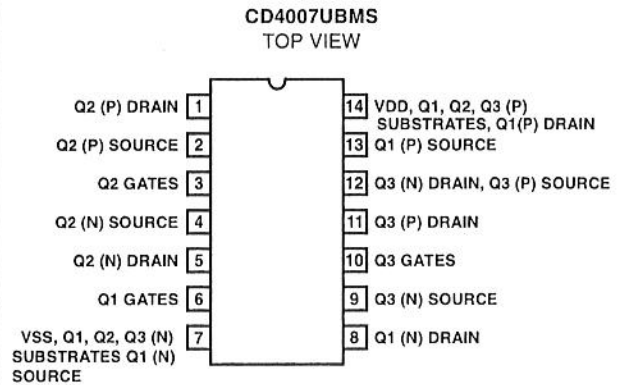 CD4007UBMS
TOP VIEW
Q2 (P) DRAIN 1
Q2 (P) SOURCE 2
Q2 GATES 3
Q2 (N) SOURCE 4
Q2 (N) DRAIN 5
Q1 GATES 6
VSS, Q1, Q2, Q3 (N) 7
SUBSTRATES Q1 (N)
SOURCE
14 VDD, Q1, Q2, Q3 (P)
SUBSTRATES, Q1(P) DRAIN
13 Q1 (P) SOURCE
12 Q3 (N) DRAIN, Q3 (P) SOURCE
11 Q3 (P) DRAIN
10 Q3 GATES
9 Q3 (N) SOURCE
8 Q1 (N) DRAIN